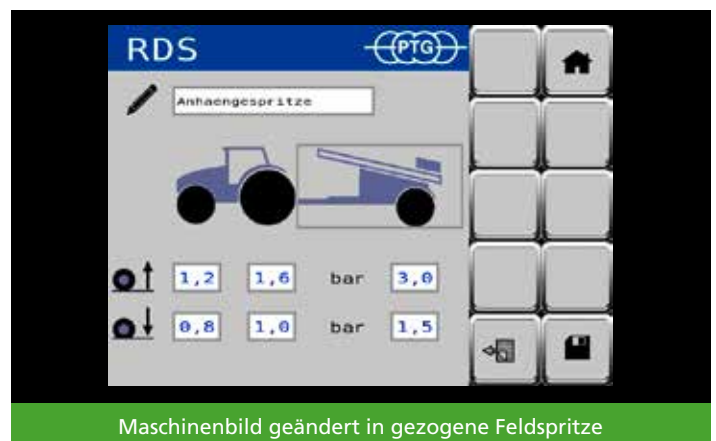 RDS
PTG
Anhaengespritze
1,2 1,6 bar 3,0
0,8 1,0 bar 1,5
Maschinenbild geändert in gezogene Feldspritze